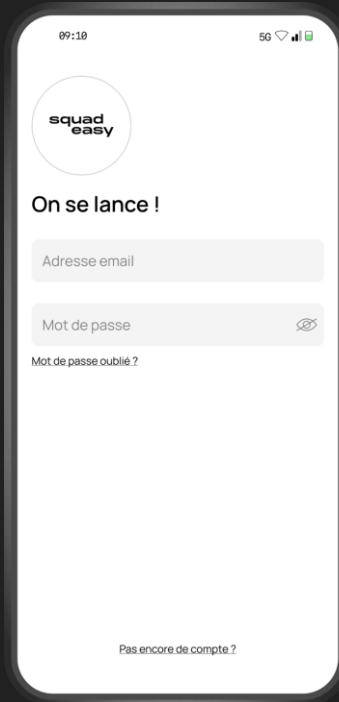 09:10
5G
squad
easy
On se lance !
Adresse email
Mot de passe
Mot de passe oublié ?
Pas encore de compte ?